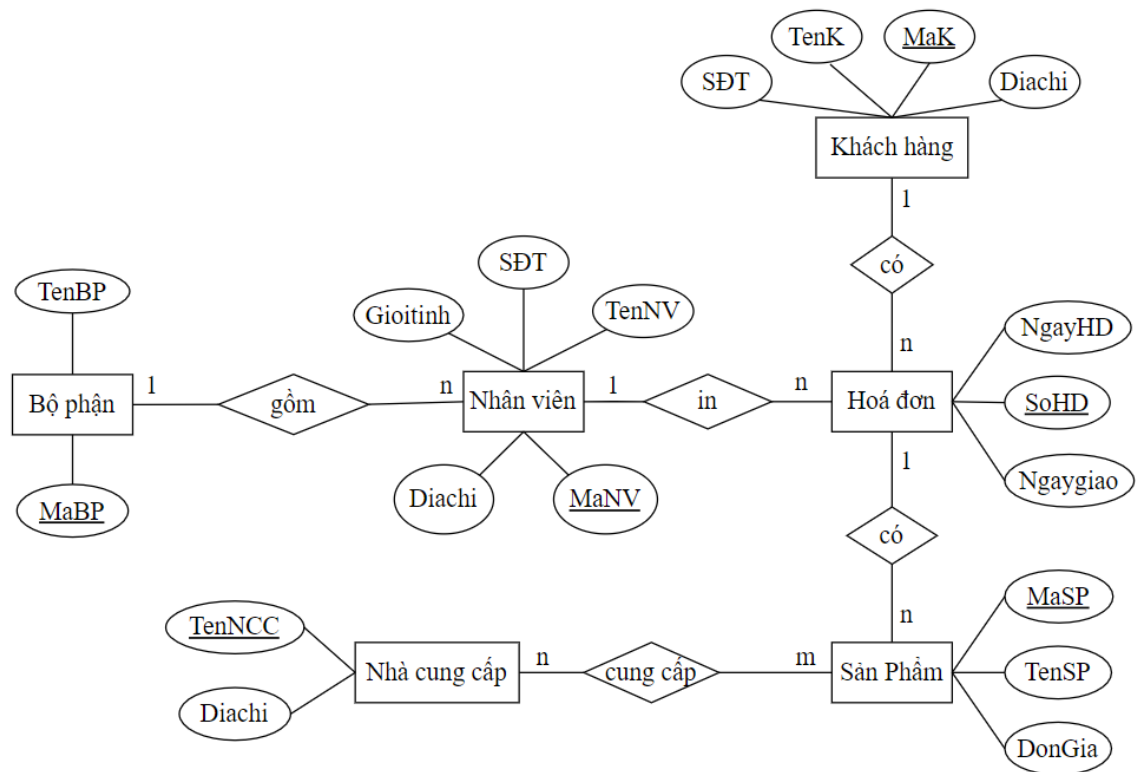 TenK
MaK
SĐT
Diachi
Khách hàng
1
có
SĐT
TenBP
Gioitinh
TenNV
n
NgayHD
1
n
1
n
Bộ phận
gồm
Nhân viên
in
Hoá đơn
SoHD
1
Diachi
MaNV
Ngaygiao
MaBP
có
MaSP
TenNCC
n
n
m
Nhà cung cấp
cung cấp
Sản Phẩm
TenSP
Diachi
DonGia